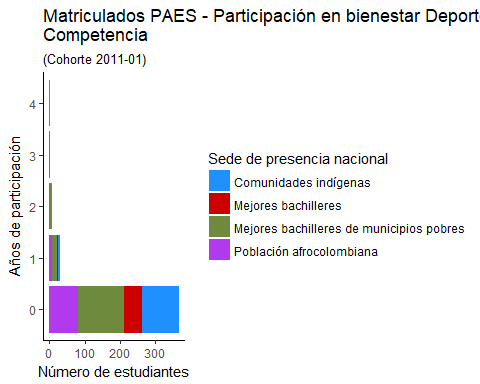 Matriculados PAES - Participación en bienestar Deport
Competencia
(Cohorte 2011-01)
Años de participación
4
3
2
1
0
0 100 200 300
Número de estudiantes
Sede de presencia nacional
Comunidades indígenas
Mejores bachilleres
Mejores bachilleres de municipios pobres
Población afrocolombiana